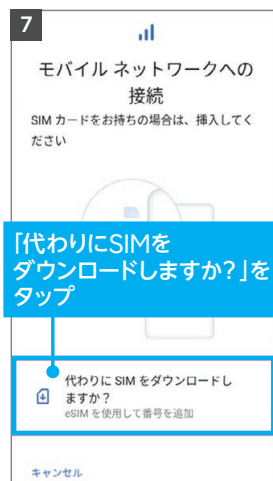 7
モバイル ネットワークへの
接続
SIM カードをお持ちの場合は、挿入してく
ださい
「代わりにSIMを
ダウンロードしますか？」を
タップ
代わりに SIM をダウンロードし
ますか？
eSIM を使用して番号を追加
キャンセル